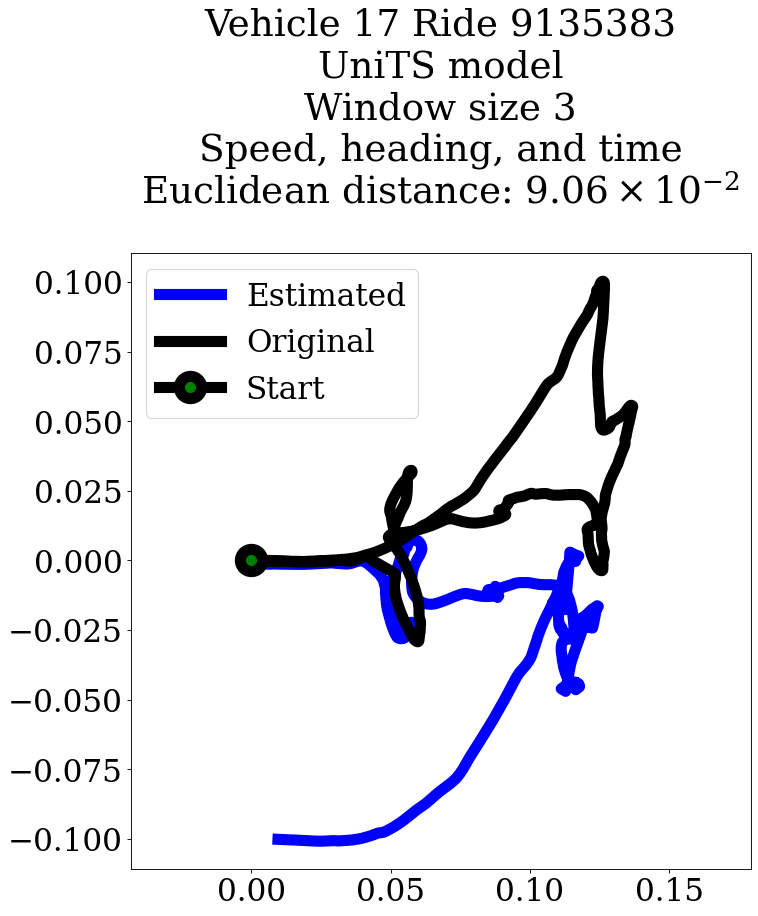 Vehicle 17 Ride 9135383
UniTS model
Window size 3
Speed, heading, and time
Euclidean distance: 9.06 × 10⁻²
Estimated
Original
Start
0.100
0.075
0.050
0.025
0.000
−0.025
−0.050
−0.075
−0.100
0.00 0.05 0.10 0.15